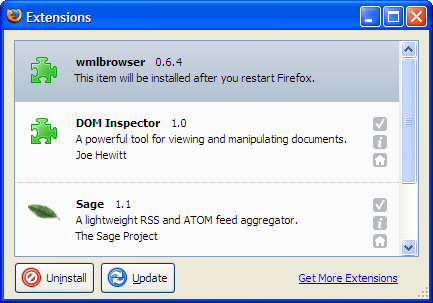 Extensions
wmlbrowser 0.6.4
This item will be installed after you restart Firefox.
DOM Inspector 1.0
A powerful tool for viewing and manipulating documents.
Joe Hewitt
Sage 1.1
A lightweight RSS and ATOM feed aggregator.
The Sage Project
Uninstall Update Get More Extensions